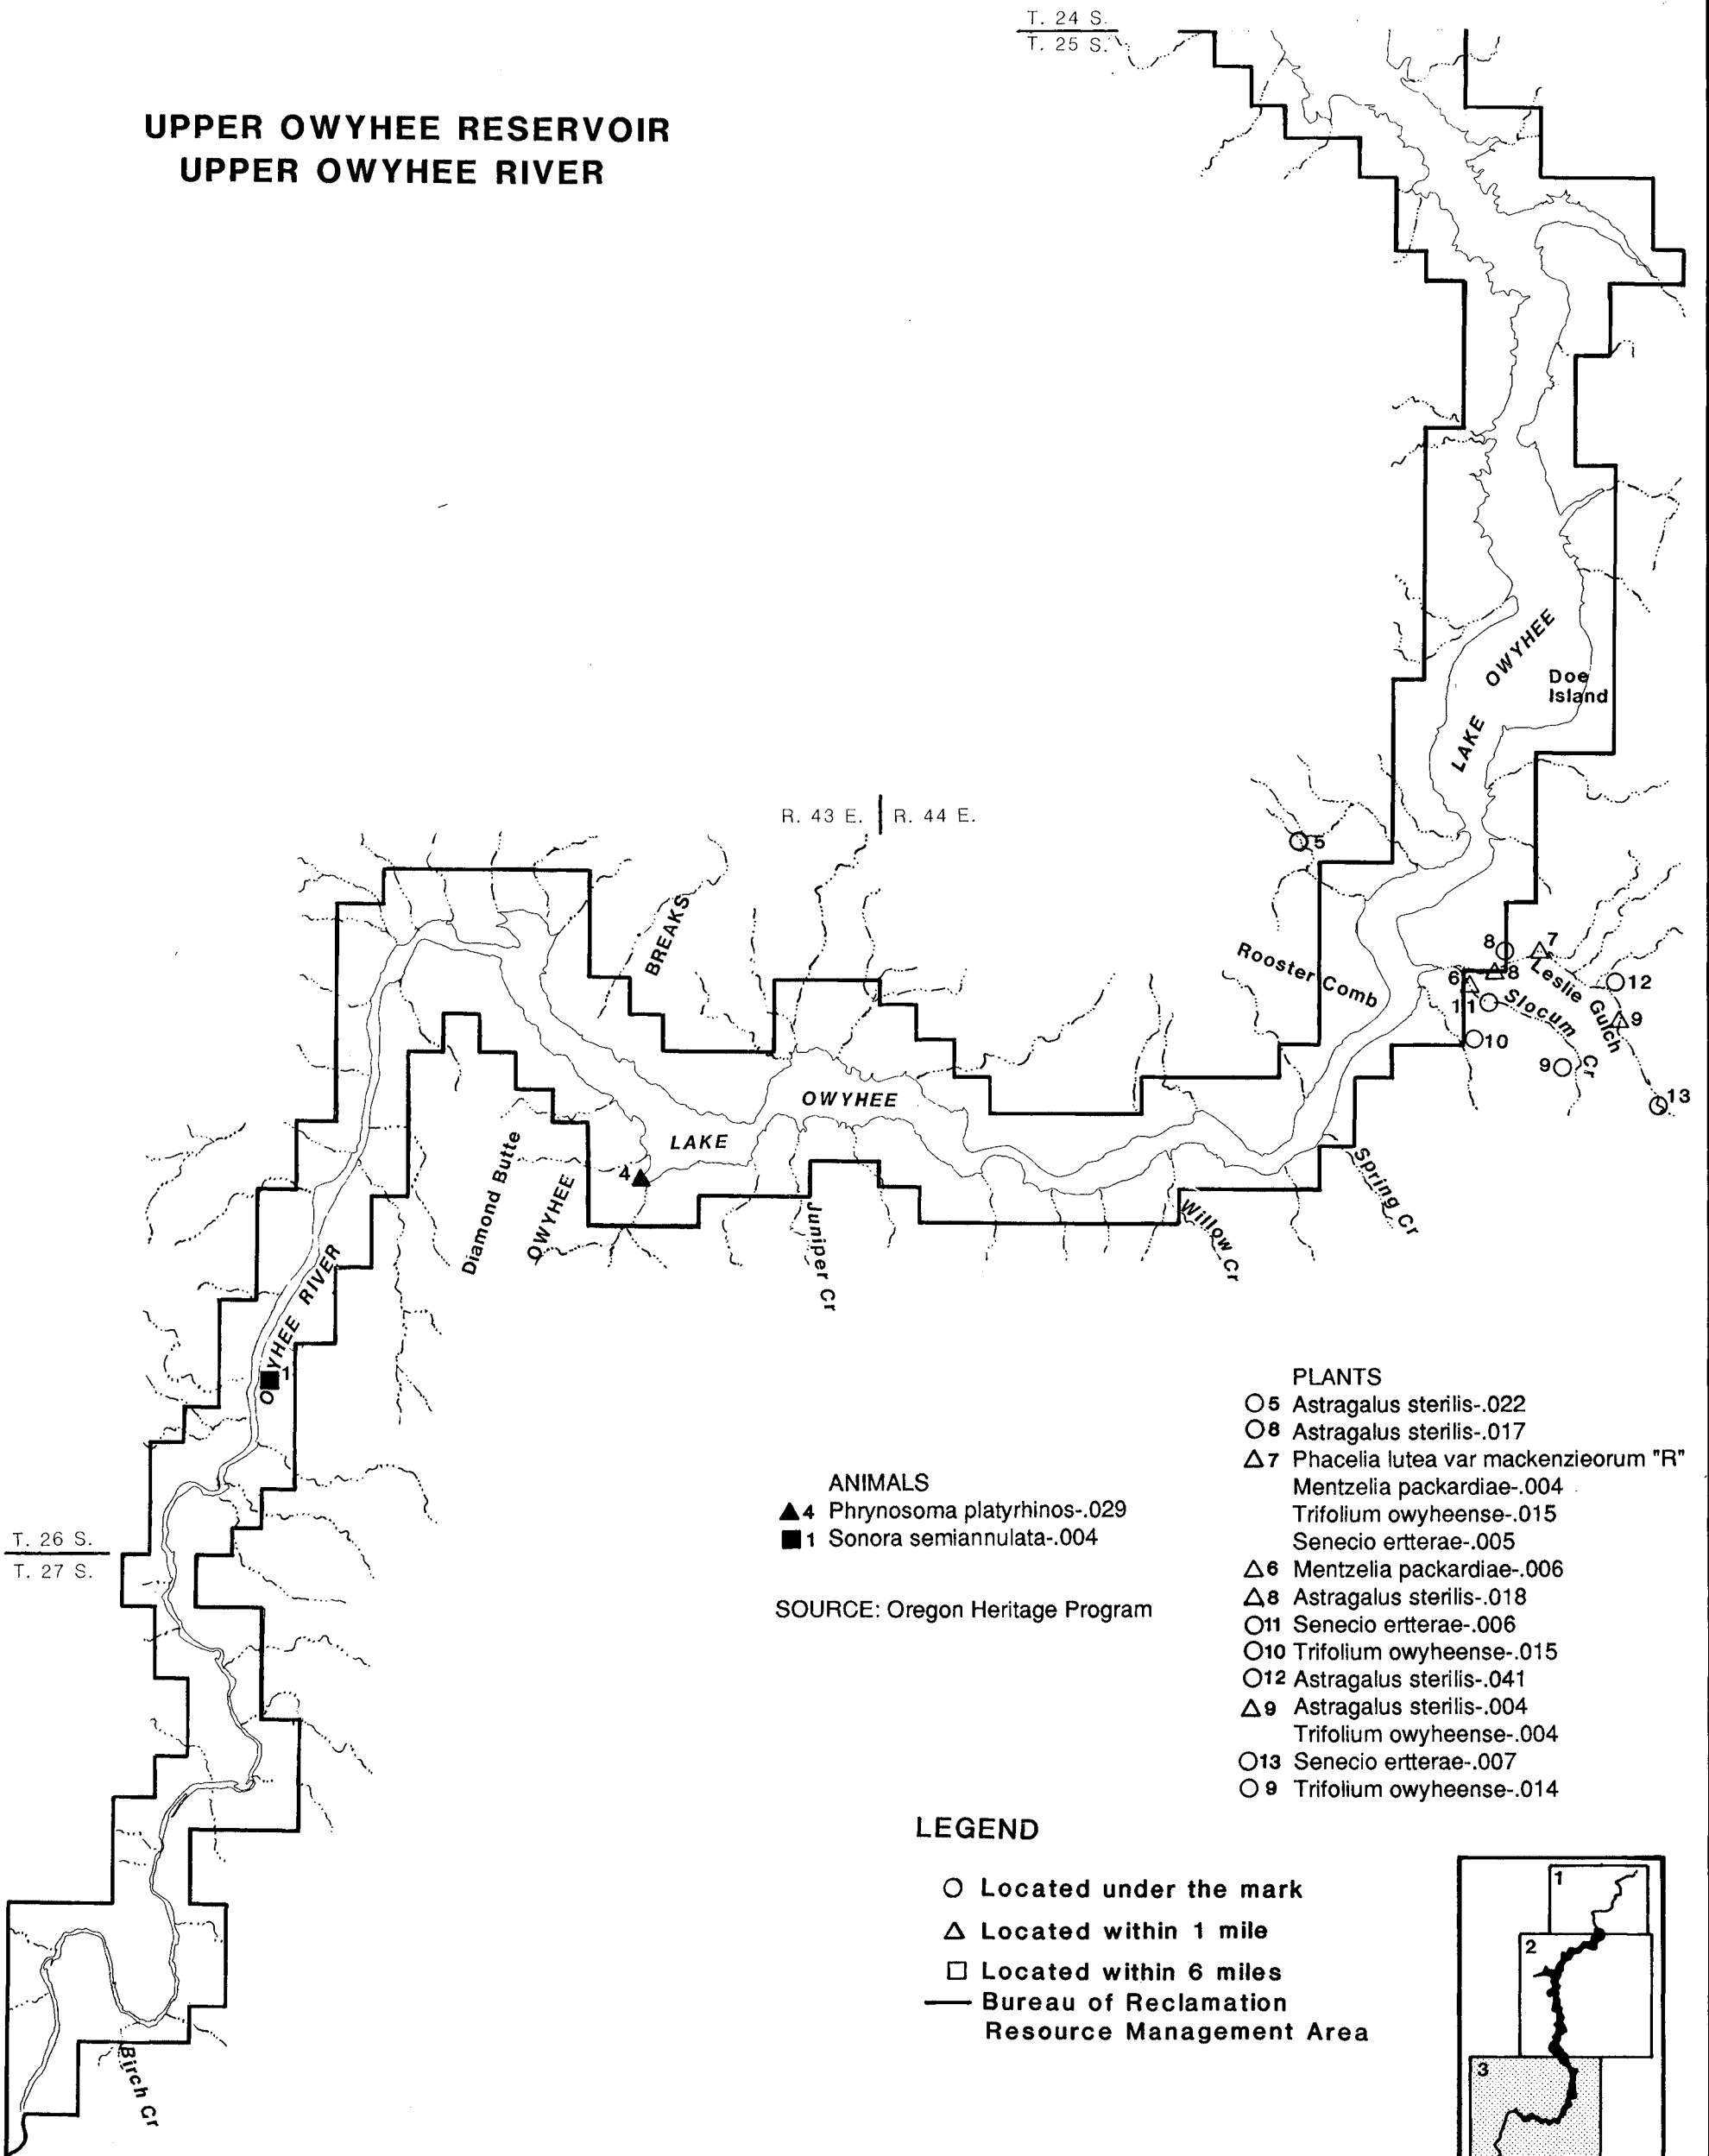 T. 24 S.
T. 25 S.
UPPER OWYHEE RESERVOIR
UPPER OWYHEE RIVER
LAKE OWYHEE
Doe
Island
R. 43 E. R. 44 E.
5
BREAKS
Rooster Comb
8
7
6
8
Leslie Gulch
12
11
Slocum Cr
9
10
9
13
OWYHEE
LAKE
4
Diamond Butte
OWYHEE
Juniper Cr
Willow Cr
Spring Cr
OWYHEE RIVER
1
T. 26 S.
T. 27 S.
Birch Cr
ANIMALS
4 Phrynosoma platyrhinos-.029
1 Sonora semiannulata-.004
SOURCE: Oregon Heritage Program
PLANTS
5 Astragalus sterilis-.022
8 Astragalus sterilis-.017
7 Phacelia lutea var mackenzieorum "R"
Mentzelia packardiae-.004
Trifolium owyheense-.015
Senecio ertterae-.005
6 Mentzelia packardiae-.006
8 Astragalus sterilis-.018
11 Senecio ertterae-.006
10 Trifolium owyheense-.015
12 Astragalus sterilis-.041
9 Astragalus sterilis-.004
Trifolium owyheense-.004
13 Senecio ertterae-.007
9 Trifolium owyheense-.014
LEGEND
Located under the mark
Located within 1 mile
Located within 6 miles
Bureau of Reclamation
Resource Management Area
1
2
3